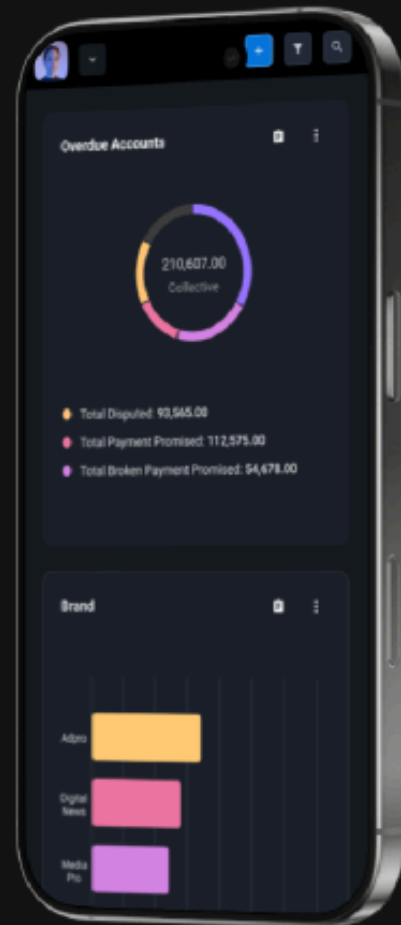 Overdue Accounts
210,607.00
Collective
Total Disputed: 93,565.00
Total Payment Promised: 112,575.00
Total Broken Payment Promised: 54,678.00
Brand
Adpro
Digital
News
Media
Pro